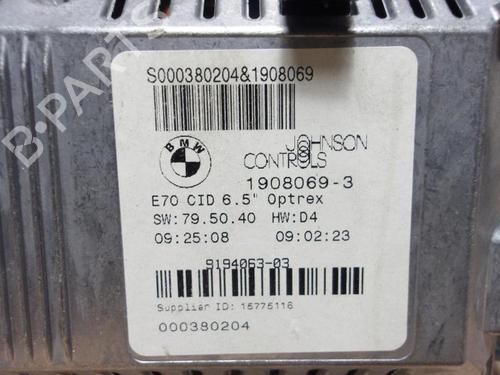 S000380204&1908069
BMW
JOHNSON
CONTROLS
1908069-3
E70 CID 6.5" Optrex
SW:79.50.40 HW:D4
09:25:08 09:02:23
9194063-03
Supplier ID: 15775116
000380204
B-PARTS